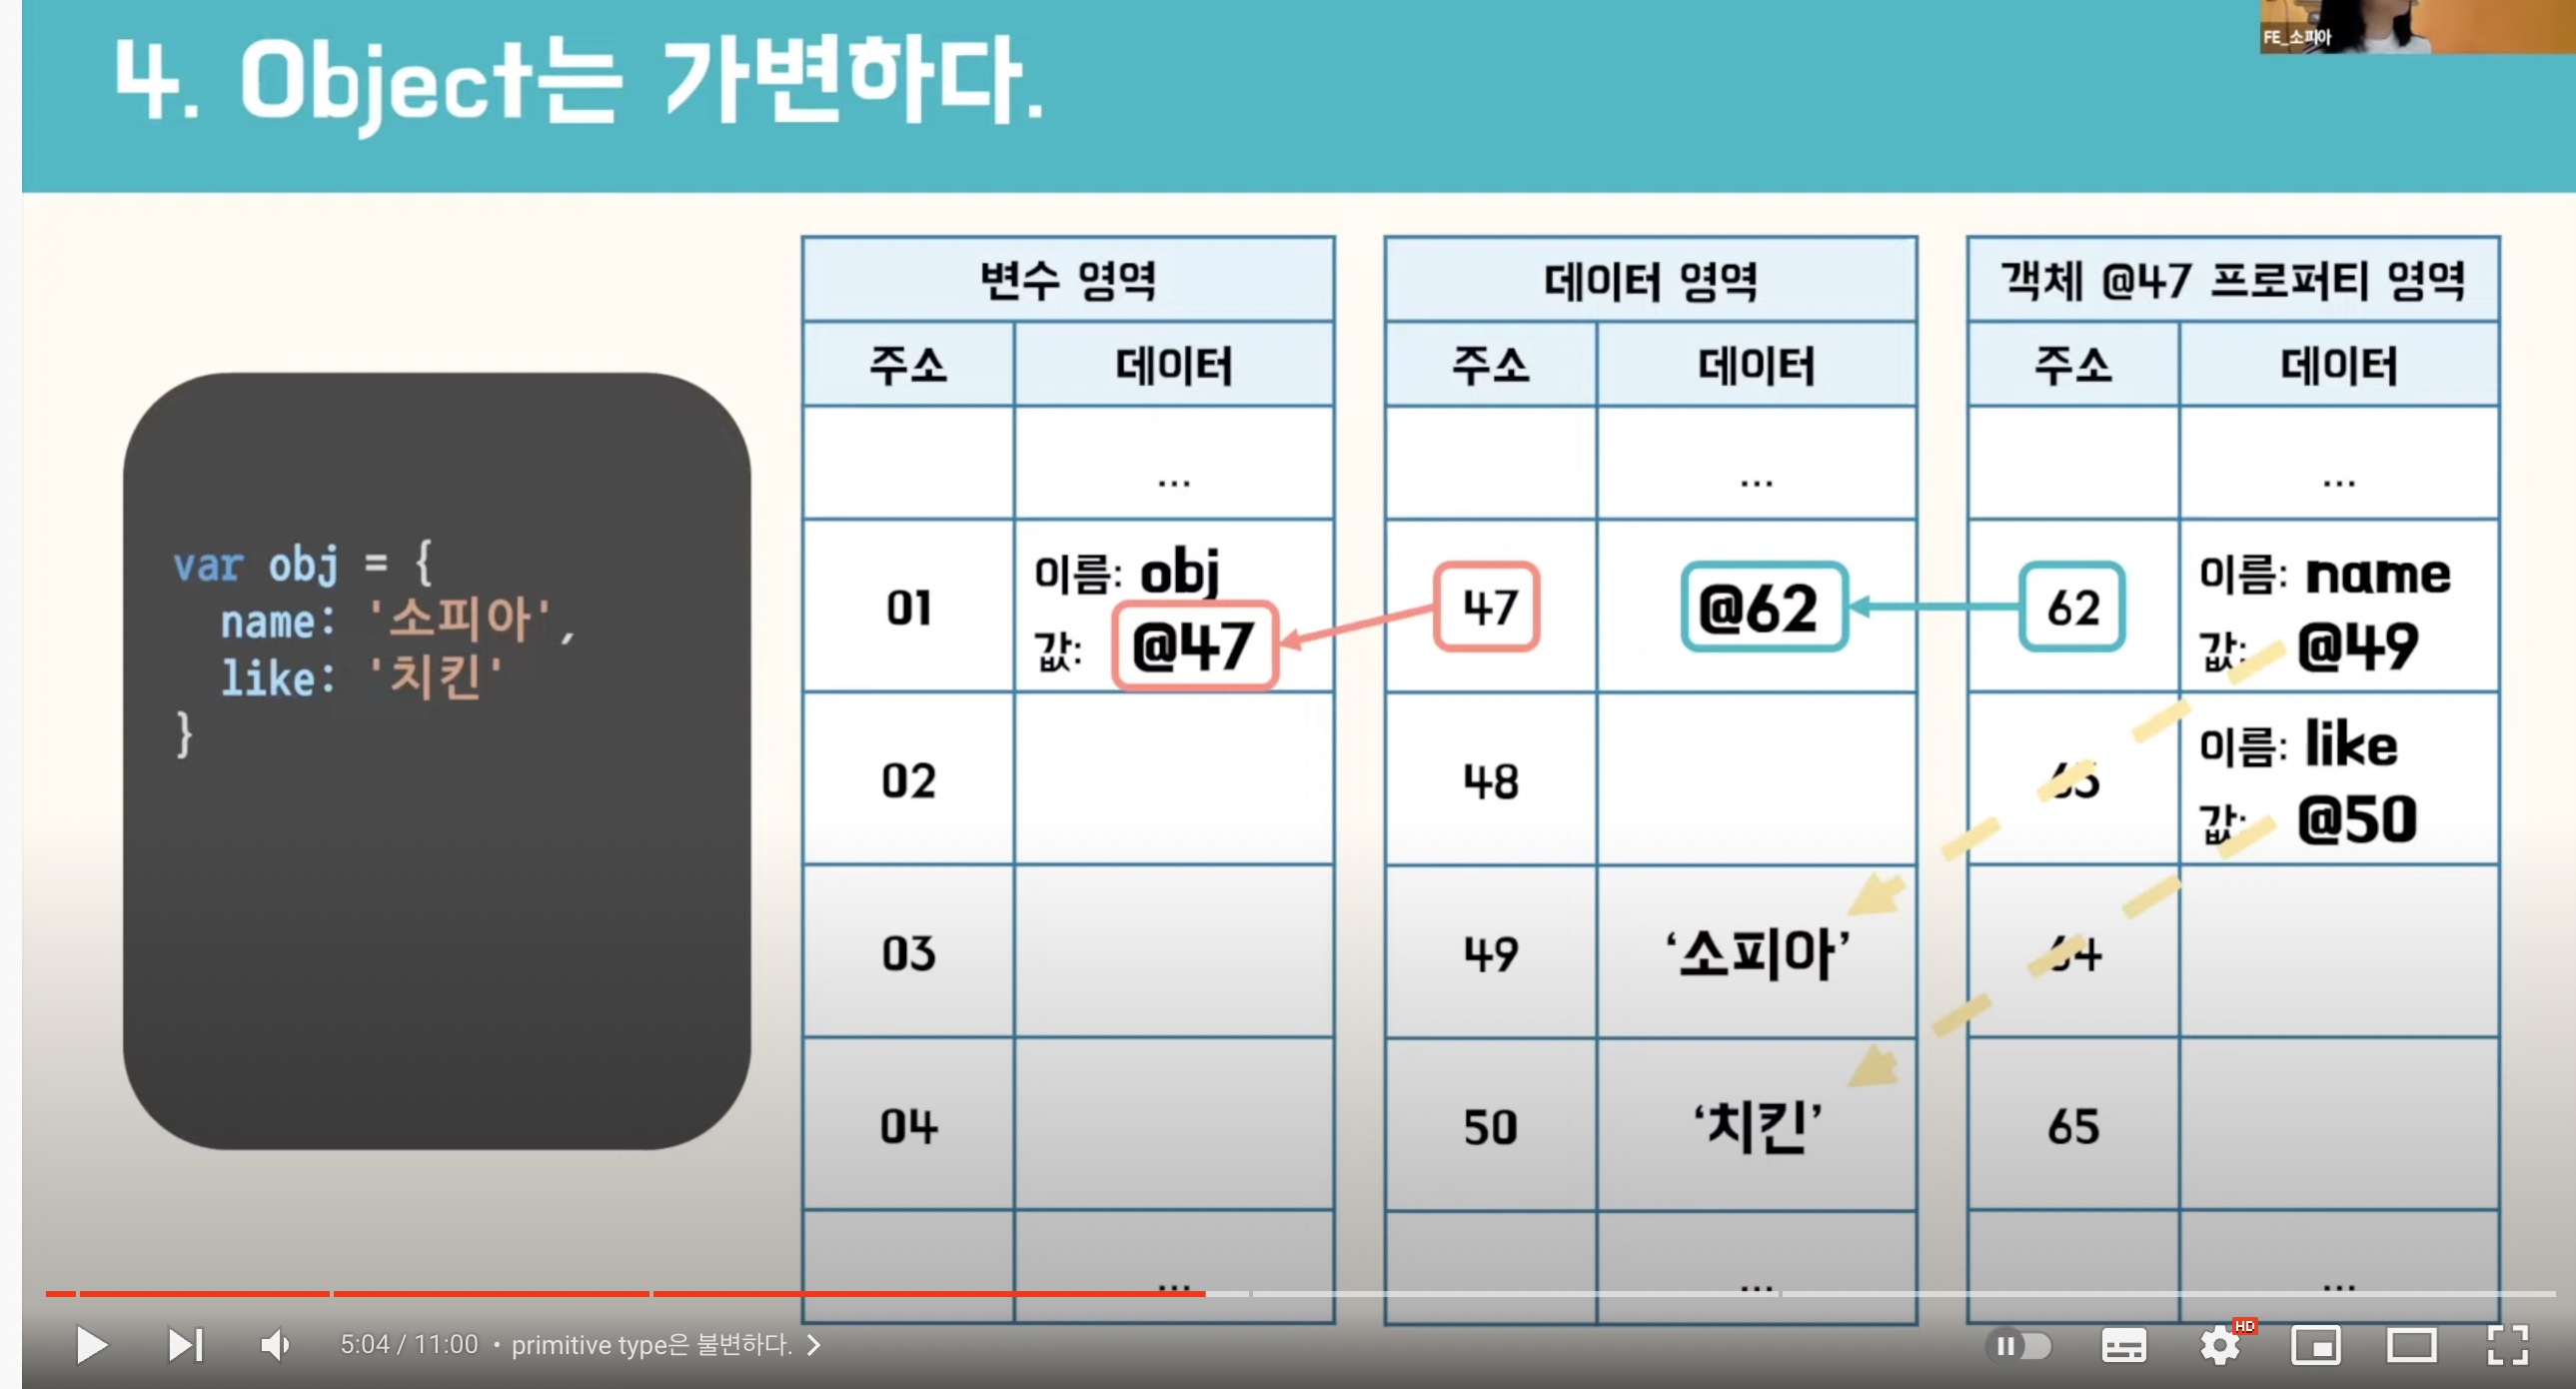 4. Object는 가변하다.
FE_소피아
var obj = {
name: '소피아',
like: '치킨'
}
변수 영역
주소 데이터
...
01 이름: obj
값: @47
02
03
04
...
데이터 영역
주소 데이터
...
47 @62
48
49 ‘소피아’
50 ‘치킨’
...
객체 @47 프로퍼티 영역
주소 데이터
...
62 이름: name
값: @49
63 이름: like
값: @50
64
65
...
5:04 / 11:00 • primitive type은 불변하다.
HD